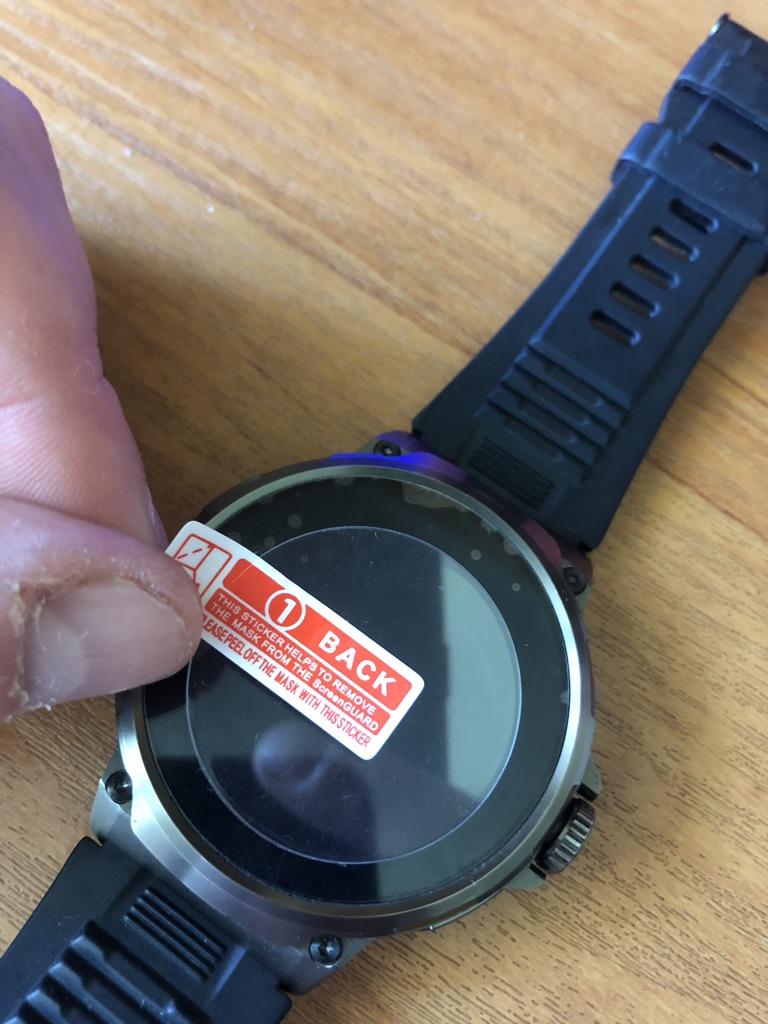 1 BACK
THIS STICKER HELPS TO REMOVE
THE MASK FROM THE ScreenGUARD
PLEASE PEEL OFF THE MASK WITH THIS STICKER